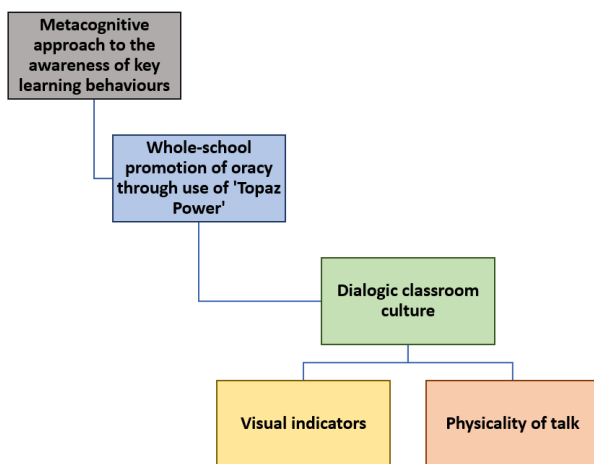 Metacognitive
approach to the
awareness of key
learning behaviours
Whole-school
promotion of oracy
through use of 'Topaz
Power'
Dialogic classroom
culture
Visual indicators
Physicality of talk